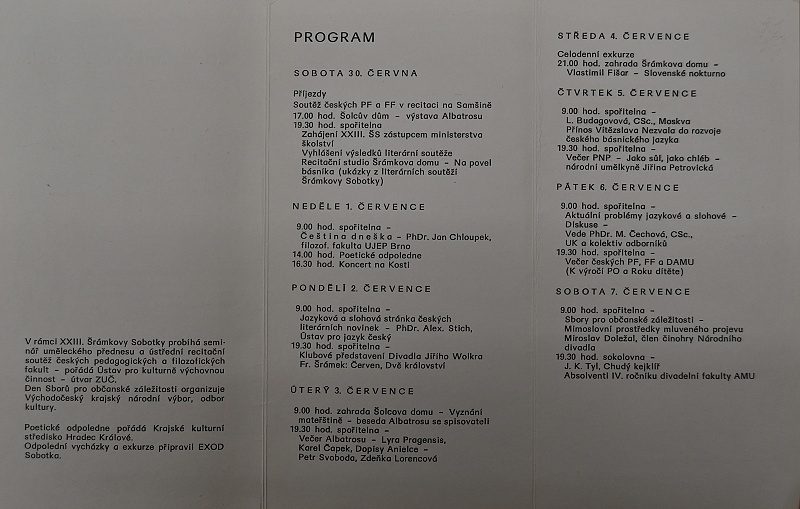 V rámci XXIII. Šrámkovy Sobotky probíhá semi-
nář uměleckého přednesu a ústřední recitační
soutěž českých pedagogických a filozofických
fakult – pořádá Ústav pro kulturně výchovnou
činnost – útvar ZUČ.
Den Sborů pro občanské záležitosti organizuje
Východočeský krajský národní výbor, odbor
kultury.
Poetické odpoledne pořádá Krajské kulturní
středisko Hradec Králové.
Odpolední vycházky a exkurze připravil EXOD
Sobotka.
PROGRAM
SOBOTA 30. ČERVNA
Příjezdy
Soutěž českých PF a FF v recitaci na Samšině
17.00 hod. Šolcův dům – výstava Albatrosu
19.30 hod. spořitelna
Zahájení XXIII. ŠS zástupcem ministerstva
školství
Vyhlášení výsledků literární soutěže
Recitační studio Šrámkova domu – Na povel
básníka (ukázky z literárních soutěží
Šrámkovy Sobotky)
NEDĚLE 1. ČERVENCE
9.00 hod. spořitelna –
Čeština dneška – PhDr. Jan Chloupek,
filozof. fakulta UJEP Brno
14.00 hod. Poetické odpoledne
16.30 hod. Koncert na Kosti
PONDĚLÍ 2. ČERVENCE
9.00 hod. spořitelna –
Jazyková a slohová stránka českých
literárních novinek – PhDr. Alex. Stich,
Ústav pro jazyk český
19.30 hod. spořitelna –
Klubové představení Divadla Jiřího Wolkra
Fr. Šrámek: Červen, Dvě království
ÚTERÝ 3. ČERVENCE
9.00 hod. zahrada Šolcova domu – Vyznání
mateřštině – beseda Albatrosu se spisovateli
19.30 hod. spořitelna –
Večer Albatrosu – Lyra Pragensis,
Karel Čapek, Dopisy Anielce –
Petr Svoboda, Zdeňka Lorencová
STŘEDA 4. ČERVENCE
Celodenní exkurze
21.00 hod. zahrada Šrámkova domu –
Vlastimil Fišar – Slovenské nokturno
ČTVRTEK 5. ČERVENCE
9.00 hod. spořitelna –
L. Budagovová, CSc., Moskva
Přínos Vítězslava Nezvala do rozvoje
českého básnického jazyka
19.30 hod. spořitelna –
Večer PNP – Jako sůl, jako chléb –
národní umělkyně Jiřina Petrovická
PÁTEK 6. ČERVENCE
9.00 hod. spořitelna –
Aktuální problémy jazykové a slohové –
Diskuse –
Vede PhDr. M. Čechová, CSc.,
UK a kolektiv odborníků
19.30 hod. spořitelna –
Večer českých PF, FF a DAMU
(K výročí PO a Roku dítěte)
SOBOTA 7. ČERVENCE
9.00 hod. spořitelna –
Sbory pro občanské záležitosti –
Mimoslovní prostředky mluveného projevu
Miroslav Doležal, člen činohry Národního
divadla
19.30 hod. sokolovna –
J. K. Tyl, Chudý kejklíř
Absolventi IV. ročníku divadelní fakulty AMU